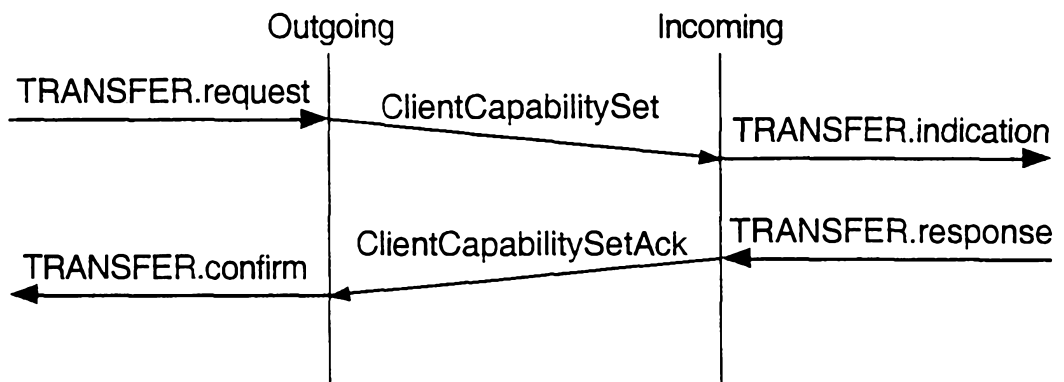 Outgoing
Incoming
TRANSFER.request
ClientCapabilitySet
TRANSFER.indication
ClientCapabilitySetAck
TRANSFER.response
TRANSFER.confirm